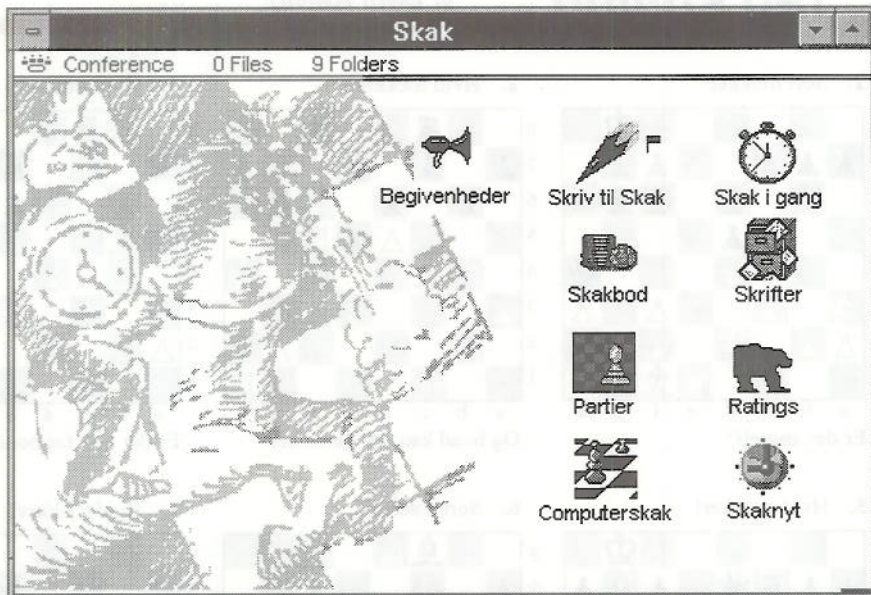 Skak
Conference 0 Files 9 Folders
Begivenheder Skriv til Skak Skak i gang
Skakbod Skrifter
Partier Ratings
Computerskak Skaknyt